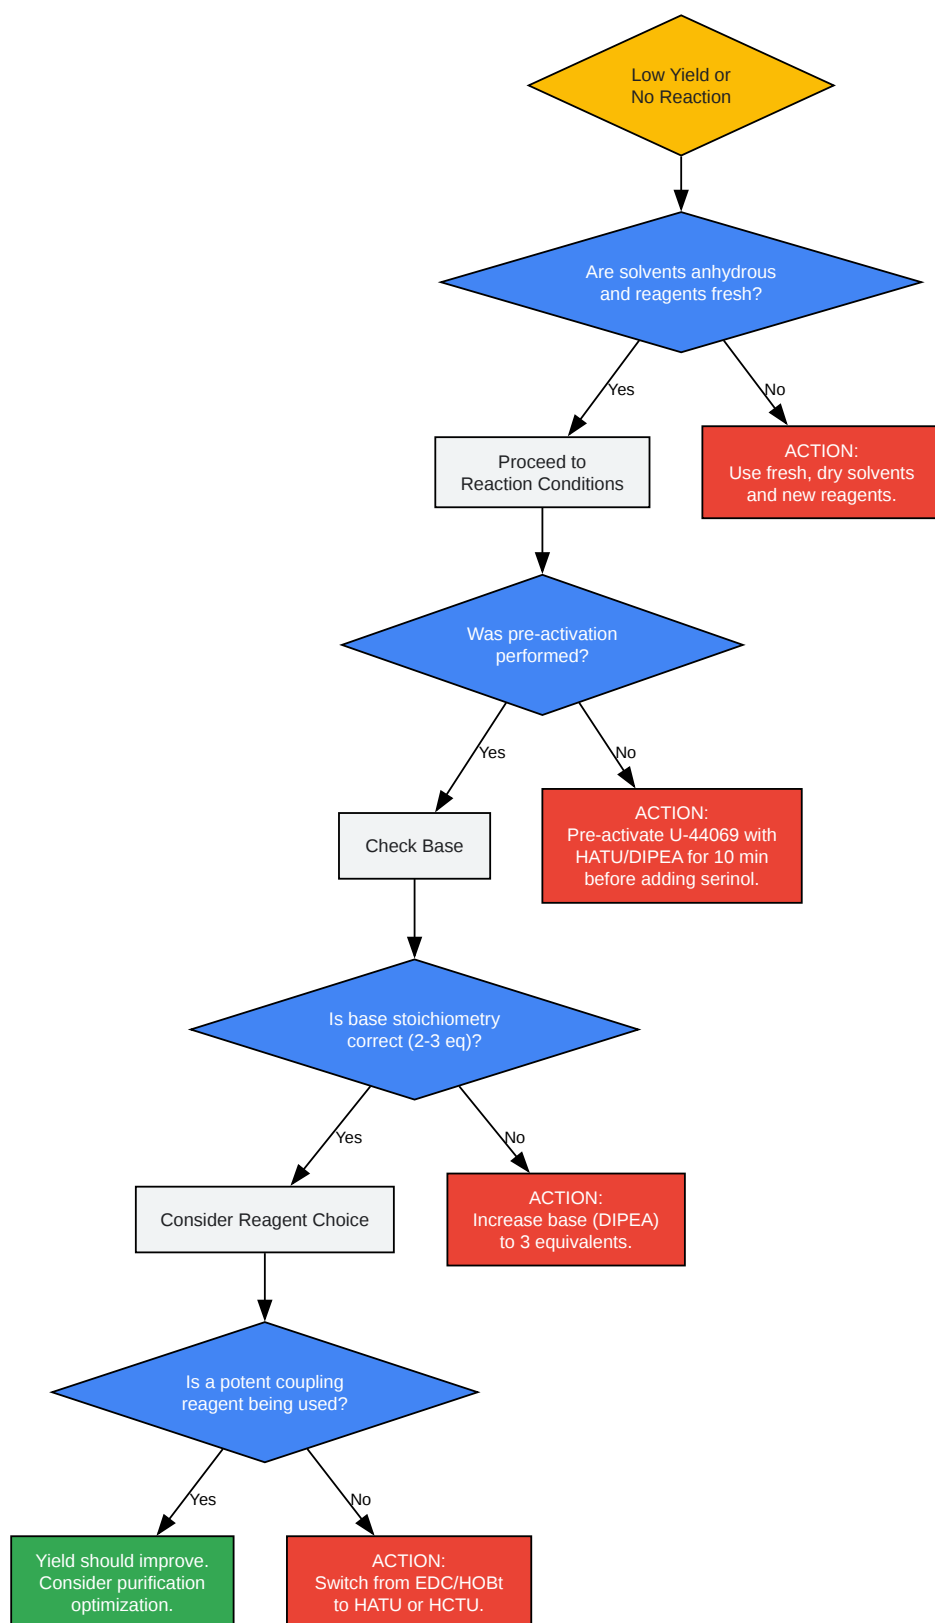 Low Yield or
No Reaction
Are solvents anhydrous
and reagents fresh?
Yes
No
Proceed to
Reaction Conditions
ACTION:
Use fresh, dry solvents
and new reagents.
Was pre-activation
performed?
Yes
No
Check Base
ACTION:
Pre-activate U-44069 with
HATU/DIPEA for 10 min
before adding serinol.
Is base stoichiometry
correct (2-3 eq)?
Yes
No
Consider Reagent Choice
ACTION:
Increase base (DIPEA)
to 3 equivalents.
Is a potent coupling
reagent being used?
Yes
No
Yield should improve.
Consider purification
optimization.
ACTION:
Switch from EDC/HOBt
to HATU or HCTU.